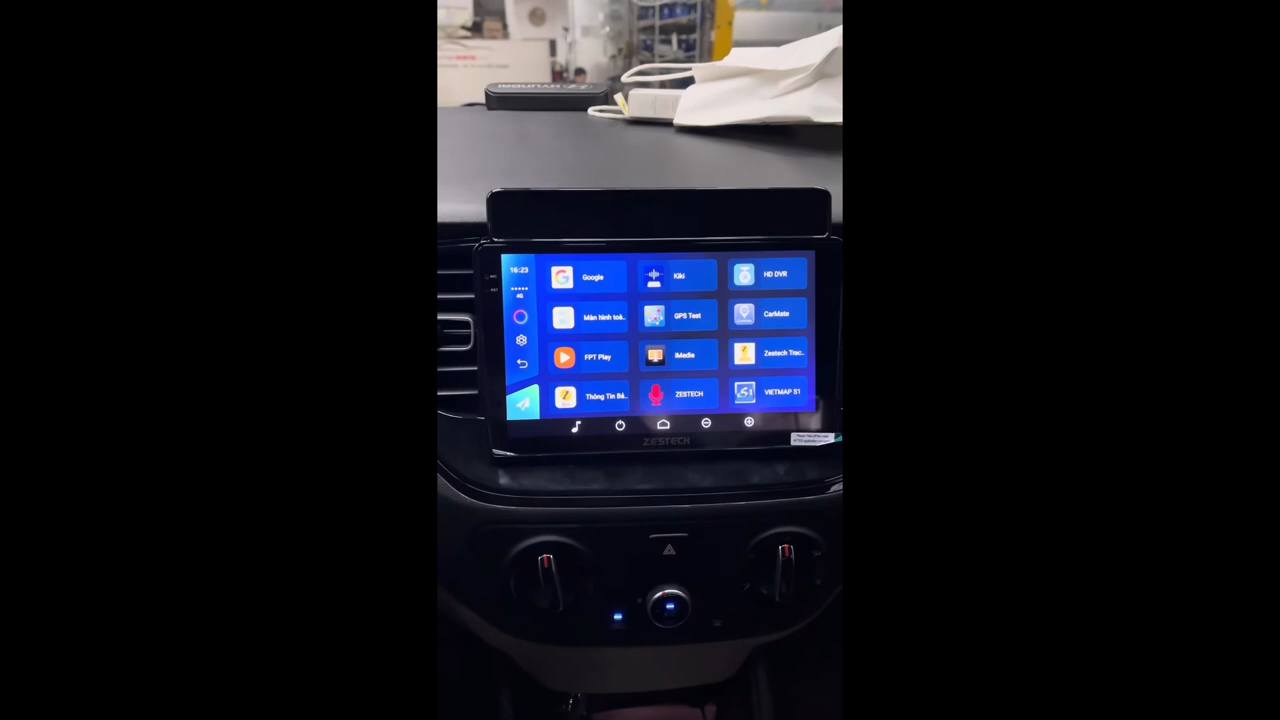 HYUNDAI
16:23
4G
Google
Kiki
HD DVR
Màn hình toà..
GPS Test
CarMate
FPT Play
iMedia
Zestech Trac..
Thông Tin Bả..
ZESTECH
VIETMAP S1
ZESTECH